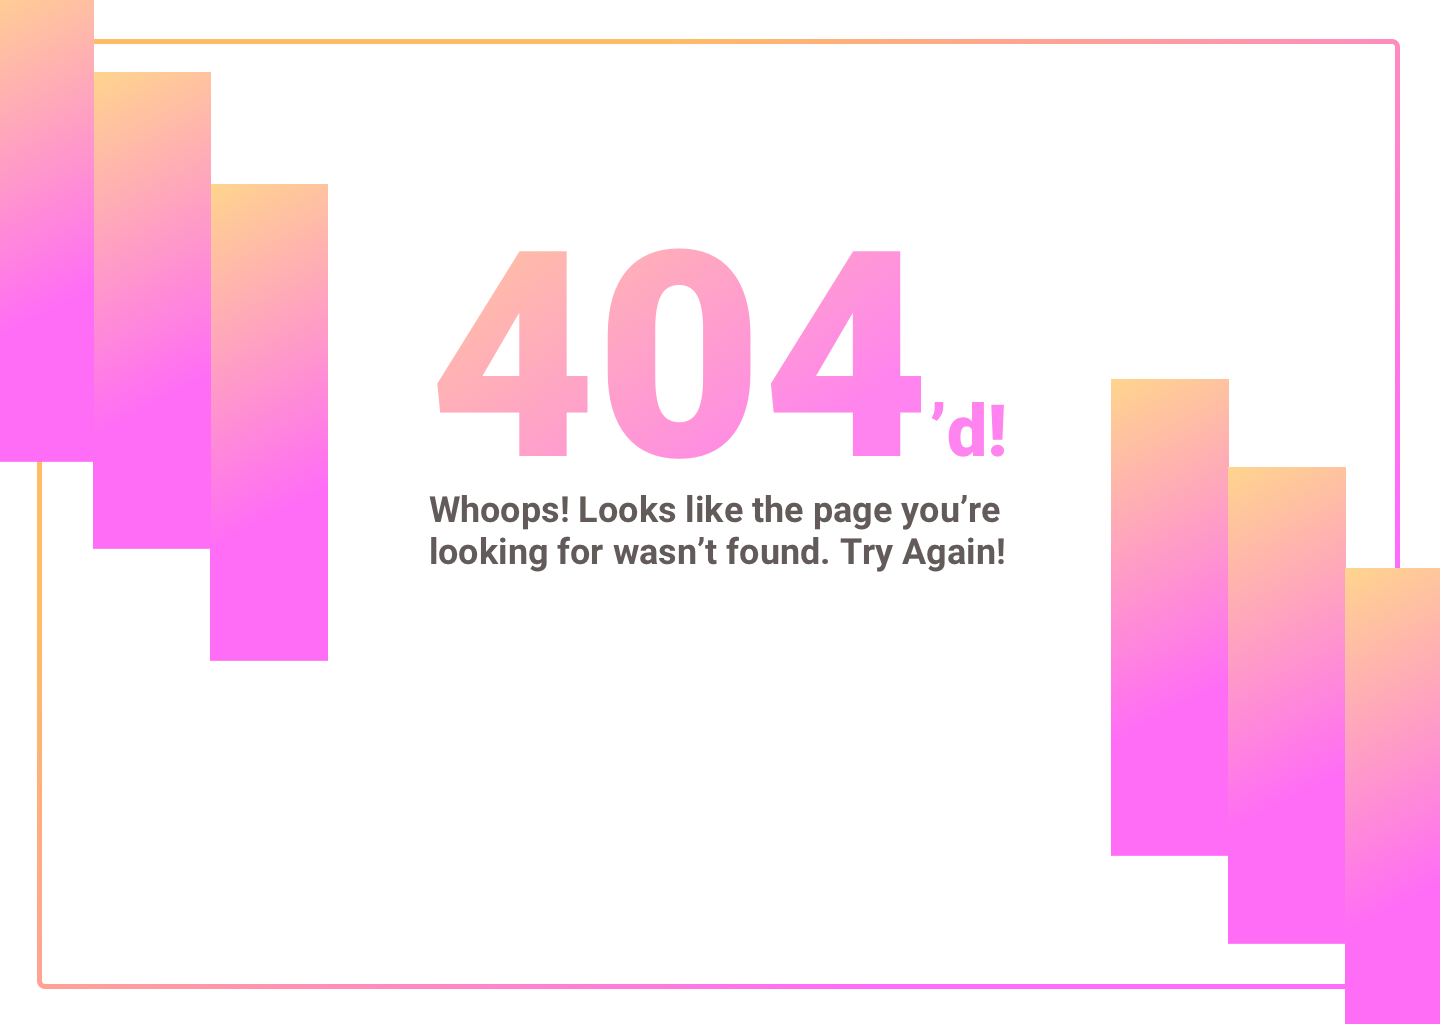 404’d!
Whoops! Looks like the page you’re
looking for wasn’t found. Try Again!